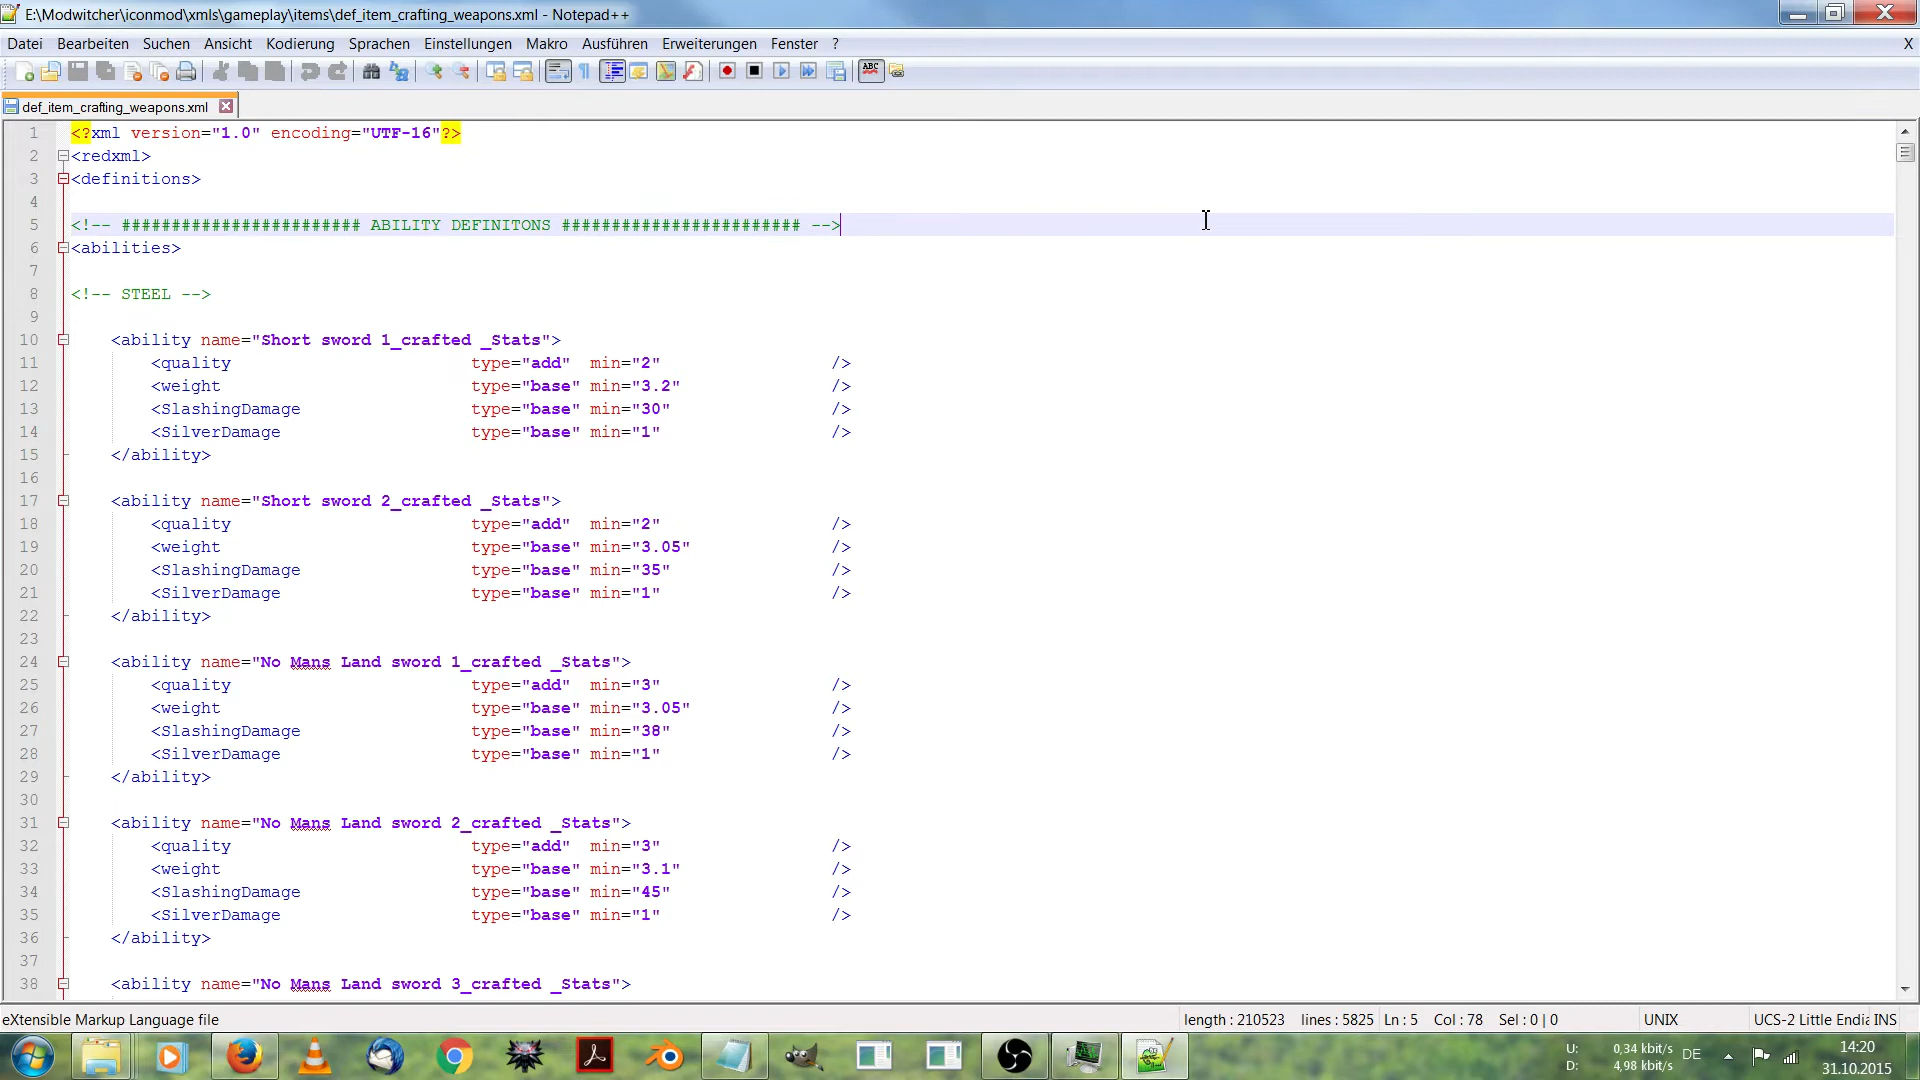 E:\Modwitcher\iconmod\xmls\gameplay\items\def_item_crafting_weapons.xml - Notepad++
Datei Bearbeiten Suchen Ansicht Kodierung Sprachen Einstellungen Makro Ausführen Erweiterungen Fenster ? X
def_item_crafting_weapons.xml
1 <?xml version="1.0" encoding="UTF-16"?>
2 <redxml>
3 <definitions>
4
5 <!-- ######################## ABILITY DEFINITONS ######################## -->
6 <abilities>
7
8 <!-- STEEL -->
9
10 <ability name="Short sword 1_crafted _Stats">
11 <quality type="add" min="2" />
12 <weight type="base" min="3.2" />
13 <SlashingDamage type="base" min="30" />
14 <SilverDamage type="base" min="1" />
15 </ability>
16
17 <ability name="Short sword 2_crafted _Stats">
18 <quality type="add" min="2" />
19 <weight type="base" min="3.05" />
20 <SlashingDamage type="base" min="35" />
21 <SilverDamage type="base" min="1" />
22 </ability>
23
24 <ability name="No Mans Land sword 1_crafted _Stats">
25 <quality type="add" min="3" />
26 <weight type="base" min="3.05" />
27 <SlashingDamage type="base" min="38" />
28 <SilverDamage type="base" min="1" />
29 </ability>
30
31 <ability name="No Mans Land sword 2_crafted _Stats">
32 <quality type="add" min="3" />
33 <weight type="base" min="3.1" />
34 <SlashingDamage type="base" min="45" />
35 <SilverDamage type="base" min="1" />
36 </ability>
37
38 <ability name="No Mans Land sword 3_crafted _Stats">
eXtensible Markup Language file length : 210523 lines : 5825 Ln : 5 Col : 78 Sel : 0 | 0 UNIX UCS-2 Little Endia INS
U: 0,34 kbit/s DE 14:20
D: 4,98 kbit/s 31.10.2015